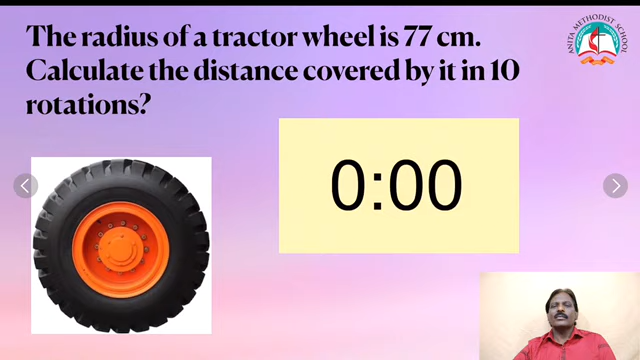 The radius of a tractor wheel is 77 cm.
Calculate the distance covered by it in 10
rotations?
ANITA METHODIST SCHOOL
0:00